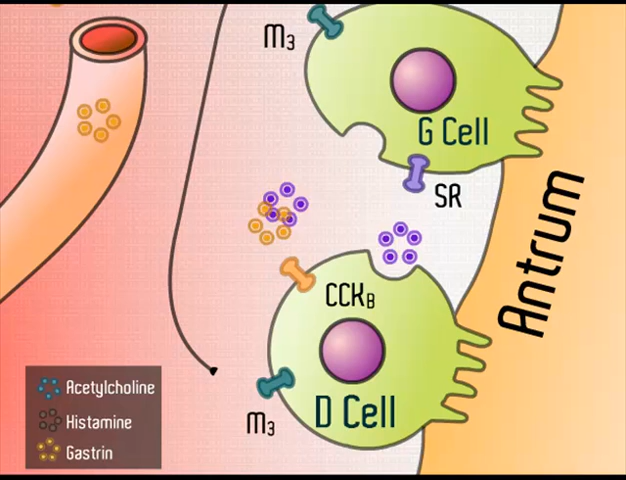 M3
G Cell
SR
Antrum
CCKB
M3
D Cell
Acetylcholine
Histamine
Gastrin